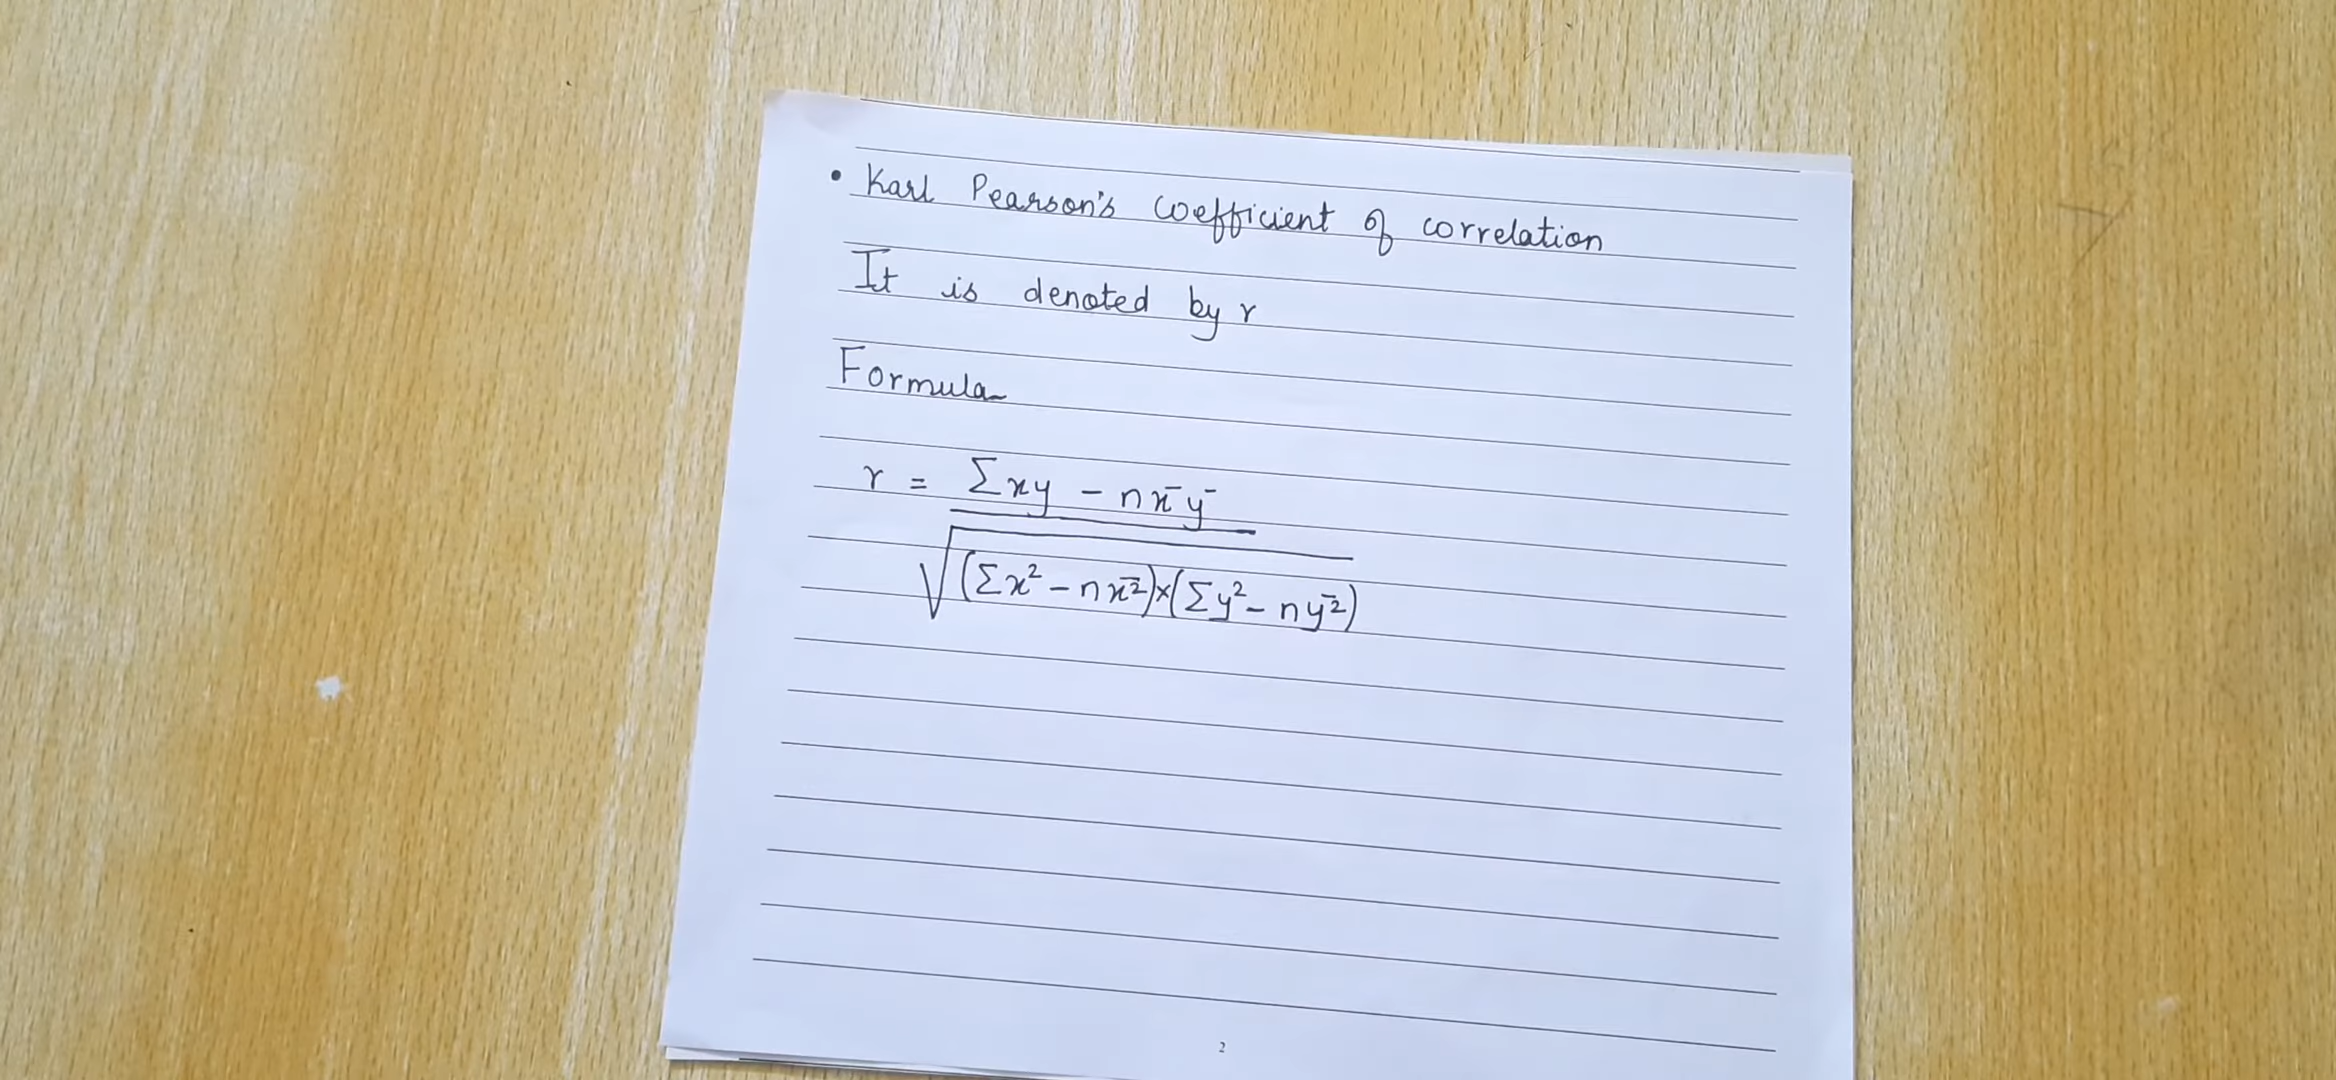 • Karl Pearson's coefficient of correlation
It is denoted by r
Formula
r = Σxy - nx̄ȳ
√(Σx² - nx̄²)×(Σy² - nȳ²)
2